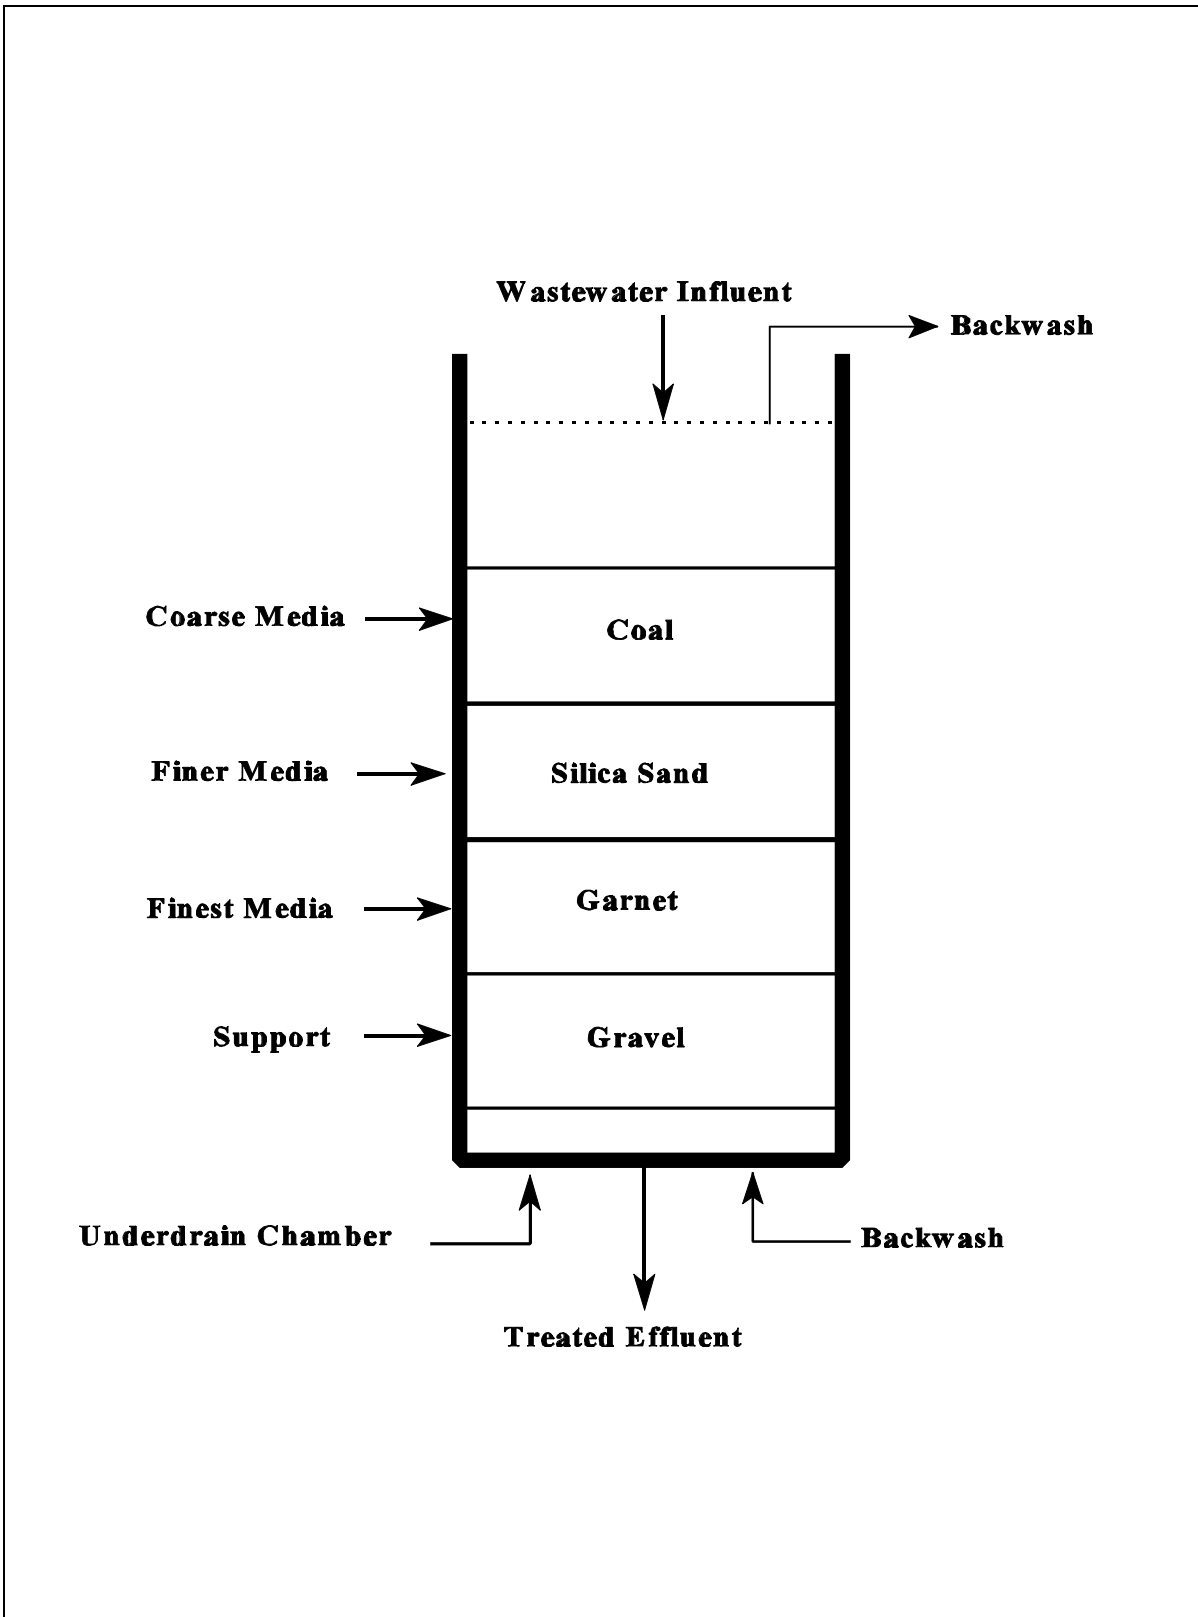 Wastewater Influent
Backwash
Coarse Media
Coal
Finer Media
Silica Sand
Finest Media
Garnet
Support
Gravel
Underdrain Chamber
Backwash
Treated Effluent